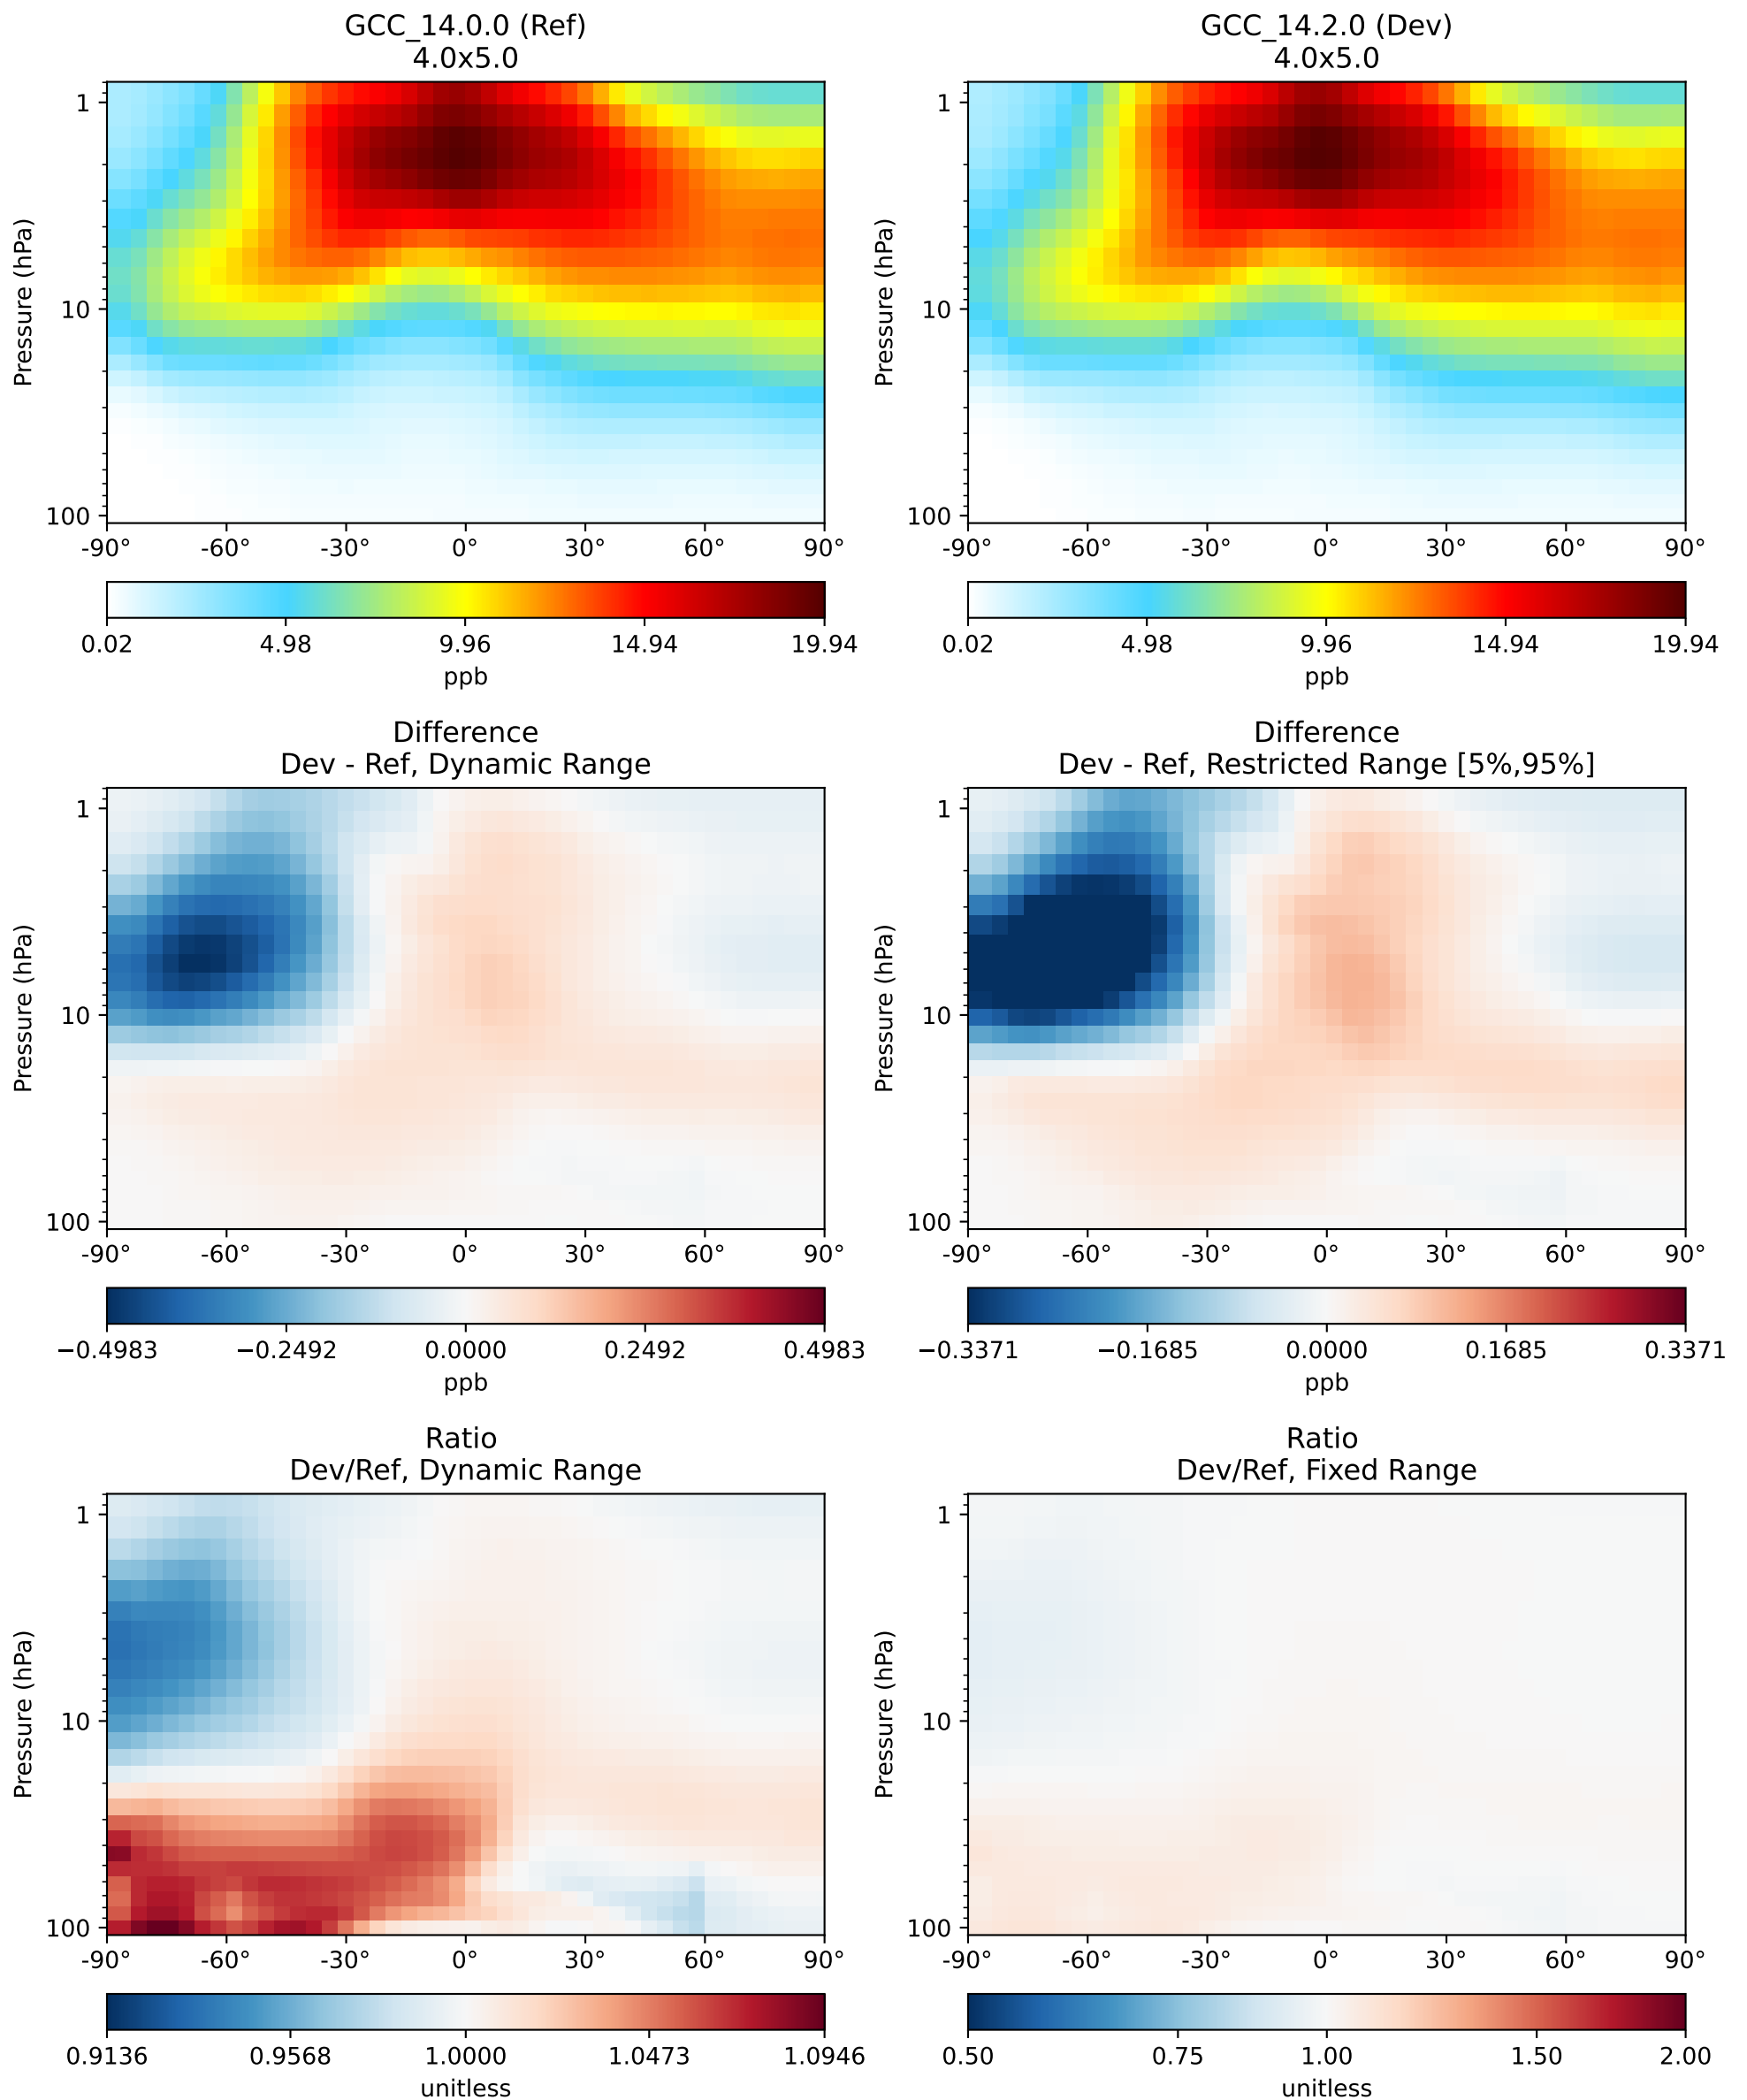 GCC_14.0.0 (Ref)
4.0x5.0
Pressure (hPa)
1
10
100
-90° -60° -30° 0° 30° 60° 90°
0.02 4.98 9.96 14.94 19.94
ppb
GCC_14.2.0 (Dev)
4.0x5.0
Pressure (hPa)
1
10
100
-90° -60° -30° 0° 30° 60° 90°
0.02 4.98 9.96 14.94 19.94
ppb
Difference
Dev - Ref, Dynamic Range
Pressure (hPa)
1
10
100
-90° -60° -30° 0° 30° 60° 90°
−0.4983 −0.2492 0.0000 0.2492 0.4983
ppb
Difference
Dev - Ref, Restricted Range [5%,95%]
Pressure (hPa)
1
10
100
-90° -60° -30° 0° 30° 60° 90°
−0.3371 −0.1685 0.0000 0.1685 0.3371
ppb
Ratio
Dev/Ref, Dynamic Range
Pressure (hPa)
1
10
100
-90° -60° -30° 0° 30° 60° 90°
0.9136 0.9568 1.0000 1.0473 1.0946
unitless
Ratio
Dev/Ref, Fixed Range
Pressure (hPa)
1
10
100
-90° -60° -30° 0° 30° 60° 90°
0.50 0.75 1.00 1.50 2.00
unitless